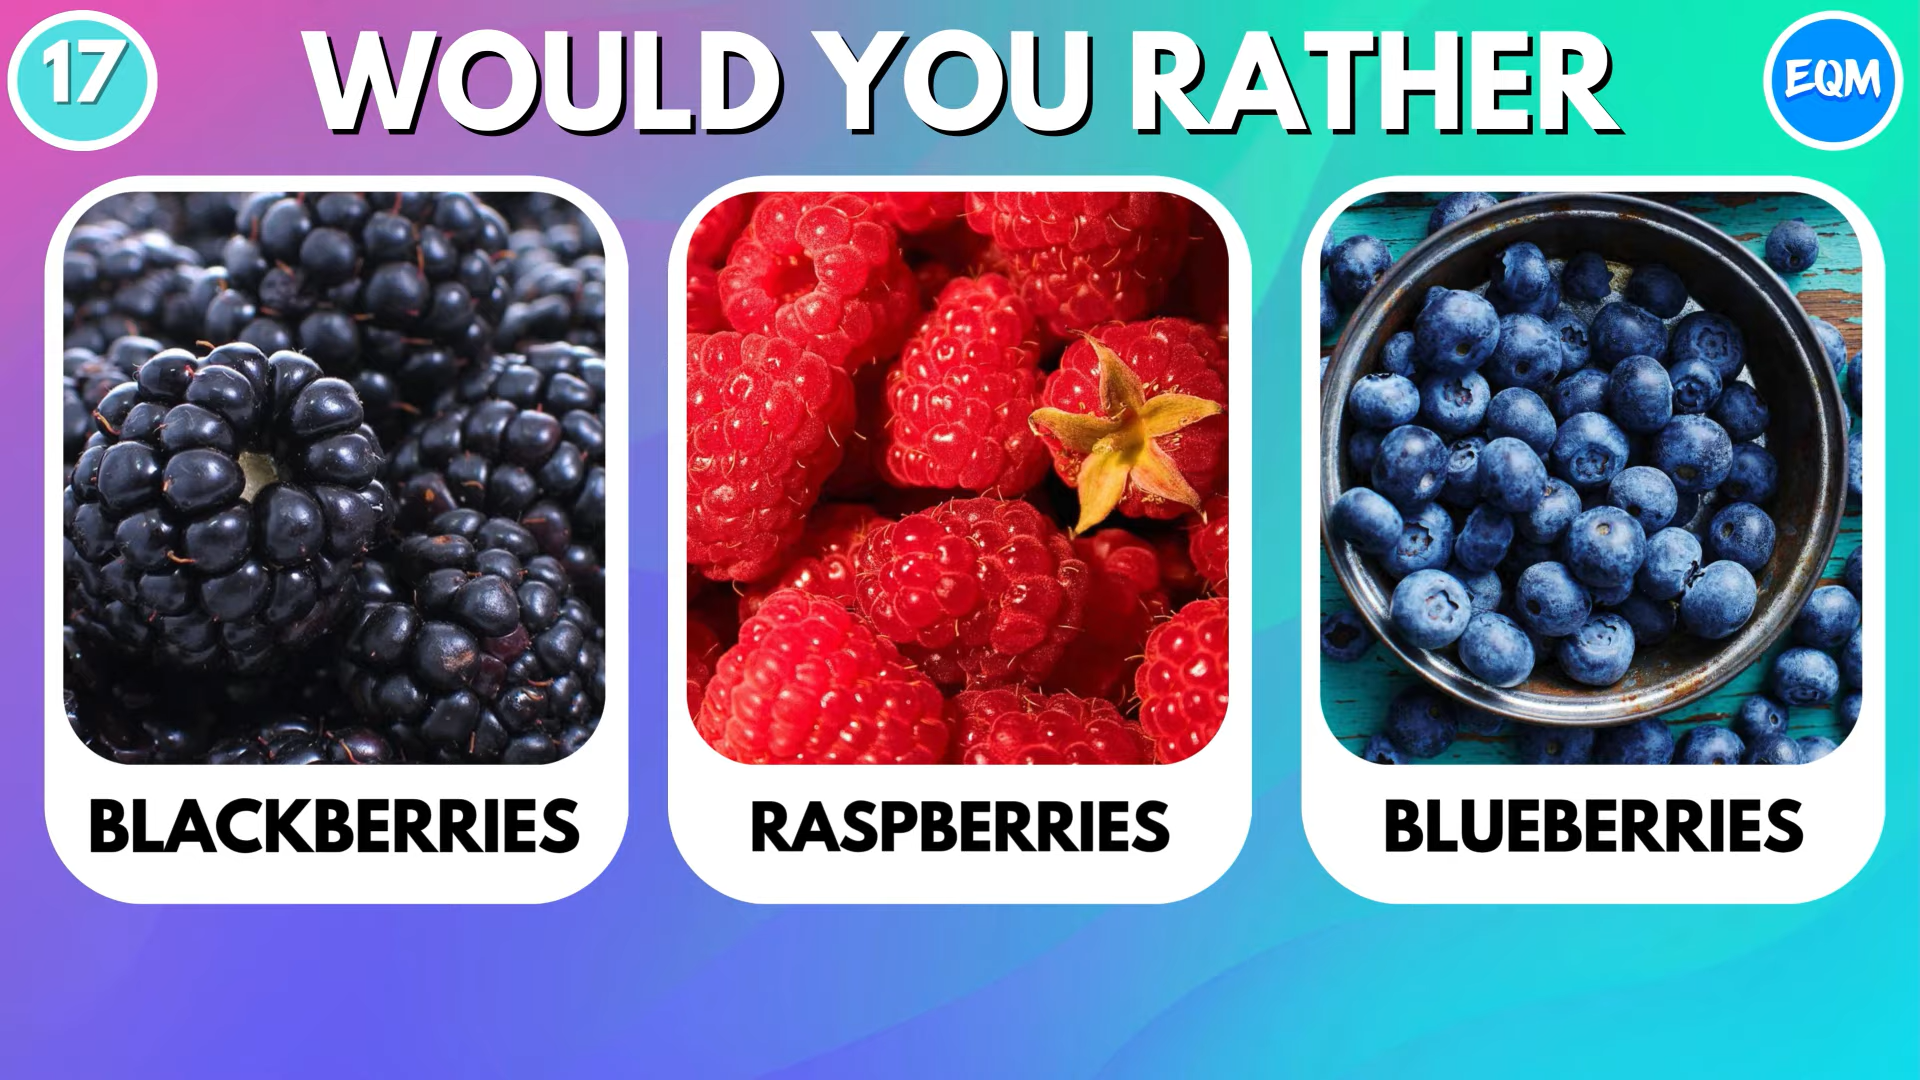 17
WOULD YOU RATHER
EQM
BLACKBERRIES
RASPBERRIES
BLUEBERRIES